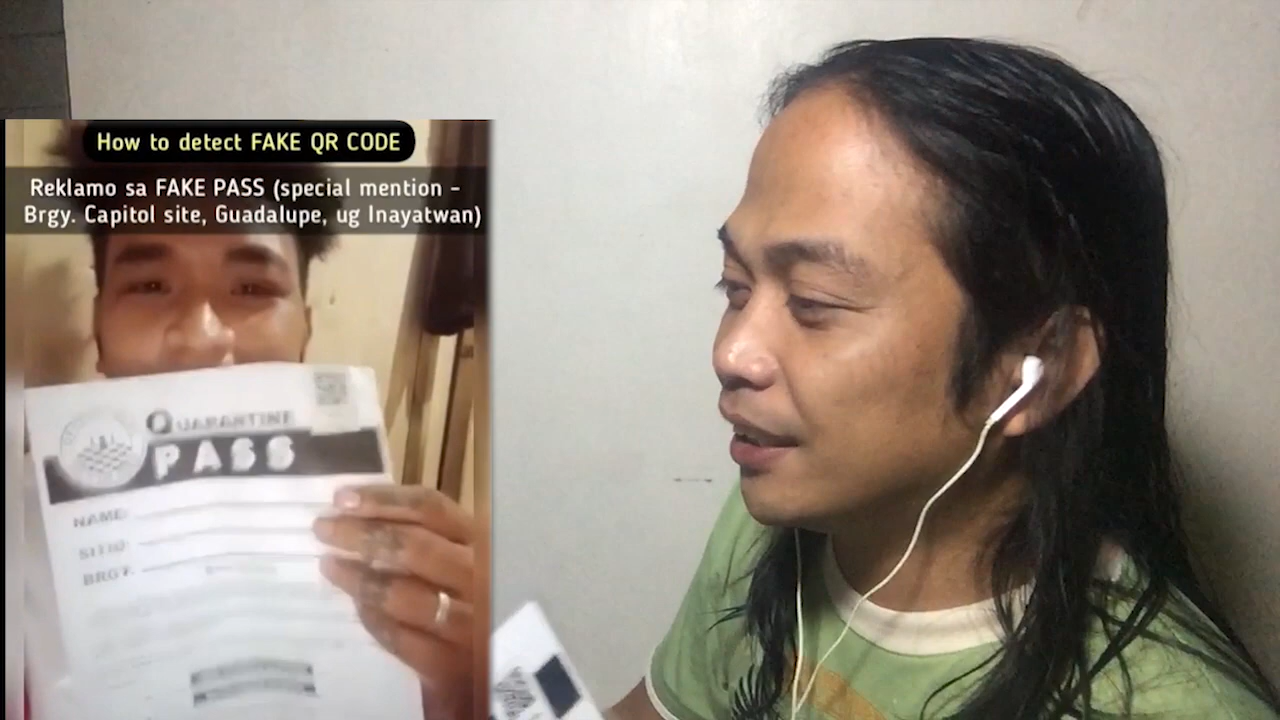 How to detect FAKE QR CODE
Reklamo sa FAKE PASS (special mention -
Brgy. Capitol site, Guadalupe, ug Inayatwan)
QUARANTINE
PASS
NAME:
SITIO:
BRGY.